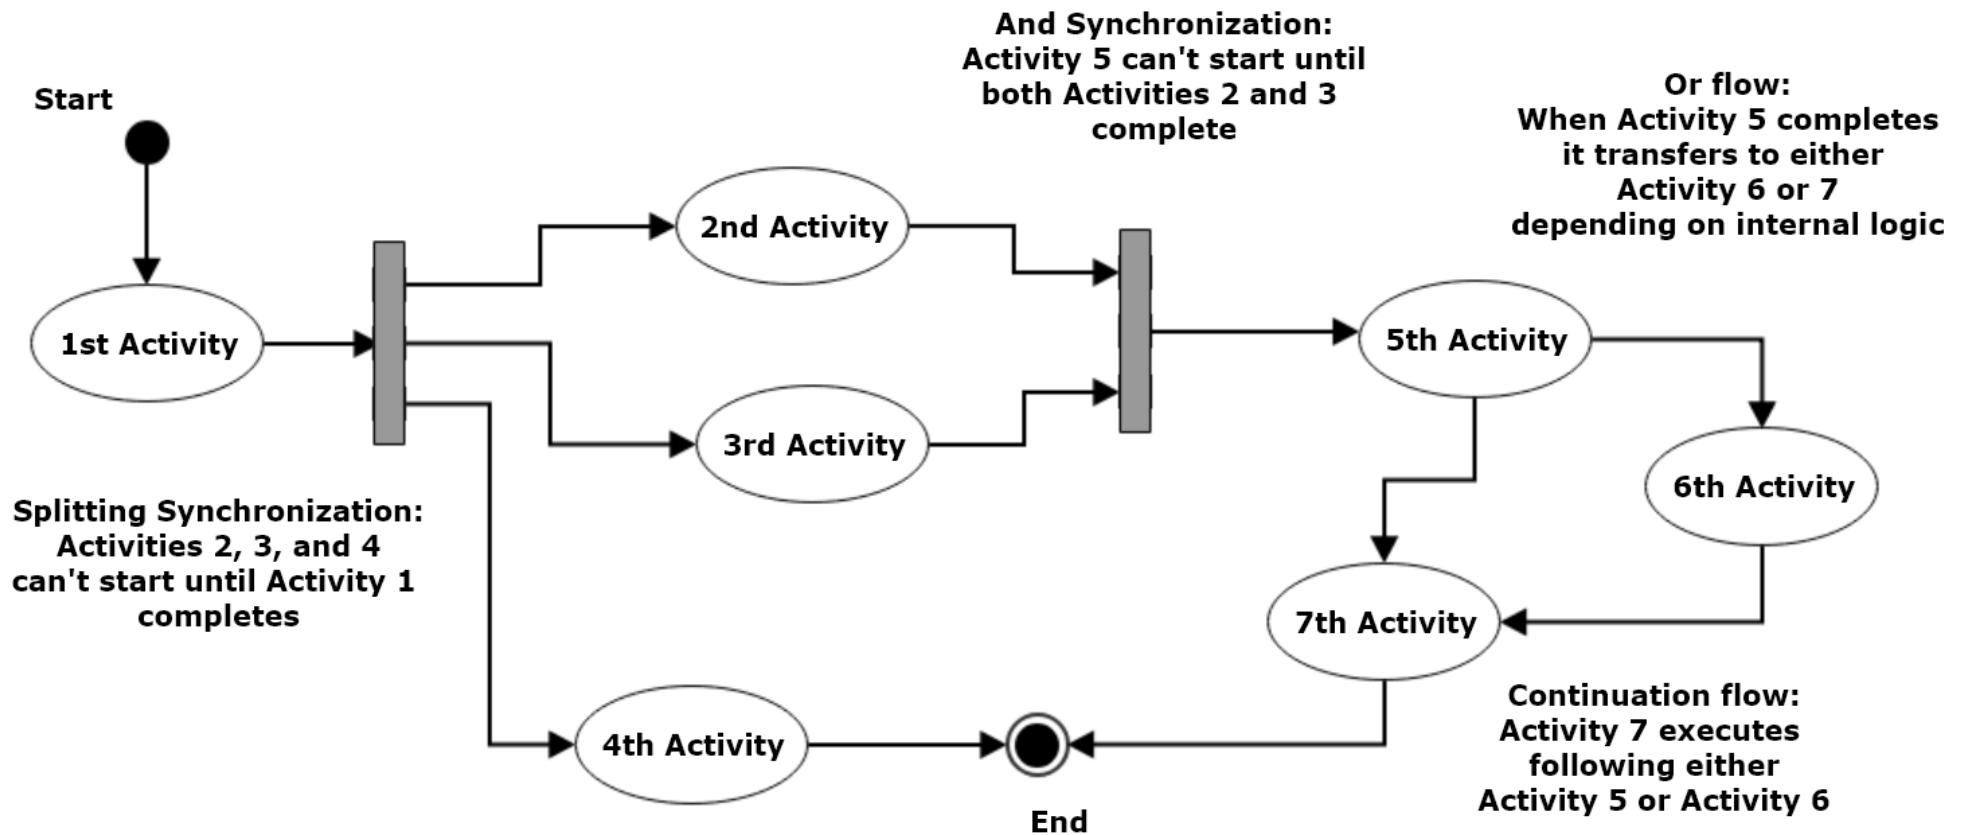 Start
1st Activity
Splitting Synchronization:
Activities 2, 3, and 4
can't start until Activity 1
completes
2nd Activity
3rd Activity
4th Activity
And Synchronization:
Activity 5 can't start until
both Activities 2 and 3
complete
5th Activity
Or flow:
When Activity 5 completes
it transfers to either
Activity 6 or 7
depending on internal logic
6th Activity
7th Activity
Continuation flow:
Activity 7 executes
following either
Activity 5 or Activity 6
End